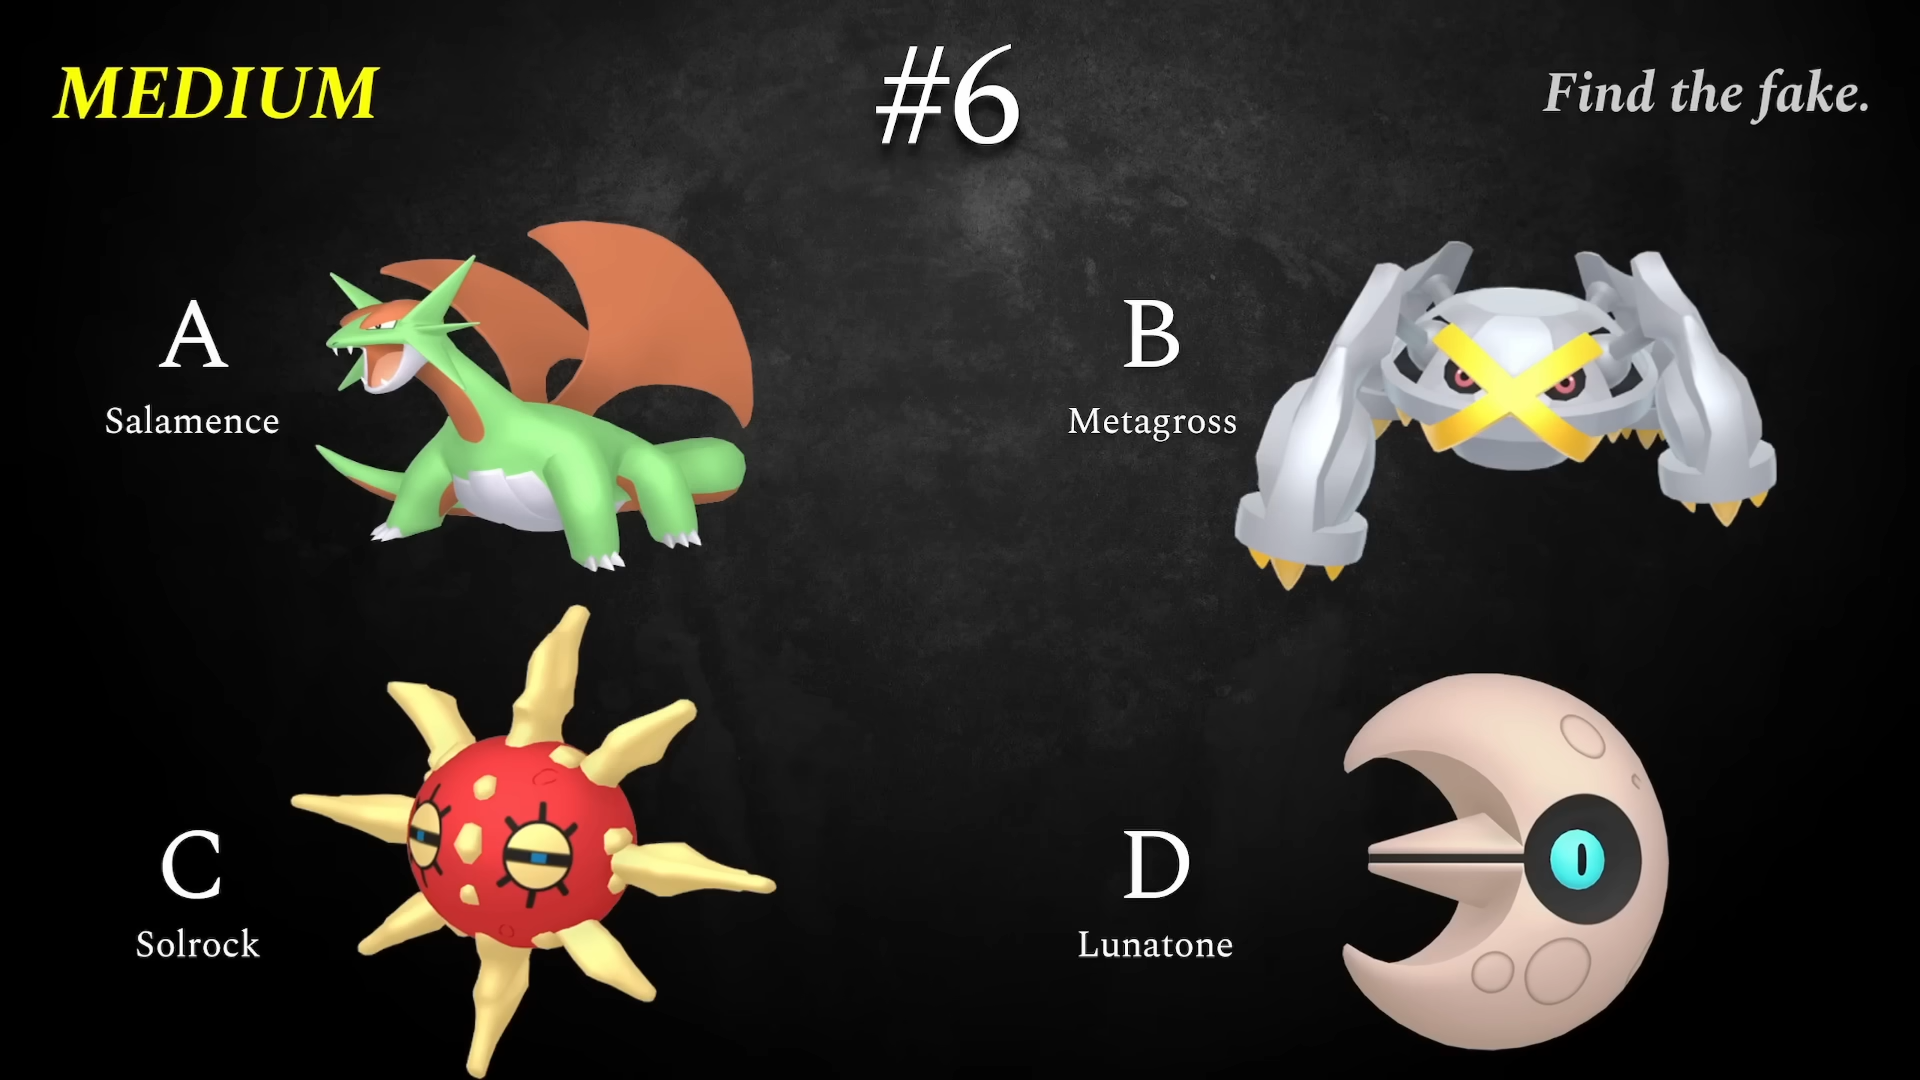 MEDIUM
#6
Find the fake.
A
Salamence
B
Metagross
C
Solrock
D
Lunatone